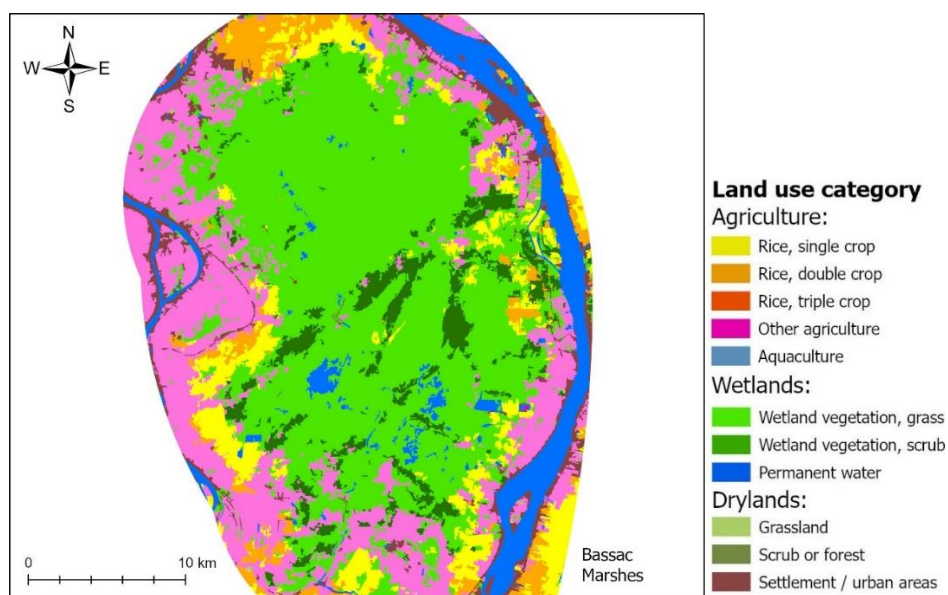 N
W E
S
Land use category
Agriculture:
Rice, single crop
Rice, double crop
Rice, triple crop
Other agriculture
Aquaculture
Wetlands:
Wetland vegetation, grass
Wetland vegetation, scrub
Permanent water
Drylands:
Grassland
Scrub or forest
Settlement / urban areas
Bassac
Marshes
0 10 km